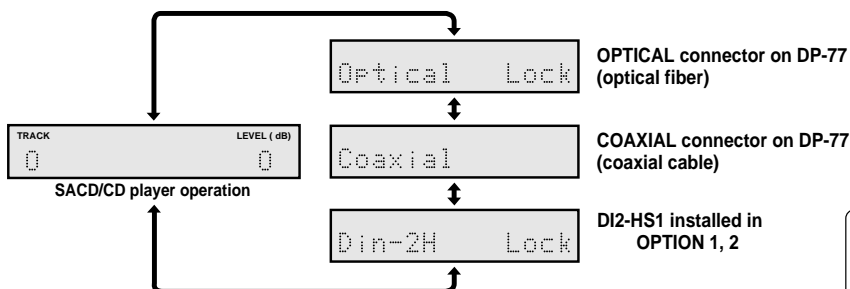 Optical Lock
OPTICAL connector on DP-77
(optical fiber)
TRACK LEVEL ( dB)
0 0
SACD/CD player operation
Coaxial
COAXIAL connector on DP-77
(coaxial cable)
Din-2H Lock
DI2-HS1 installed in
OPTION 1, 2